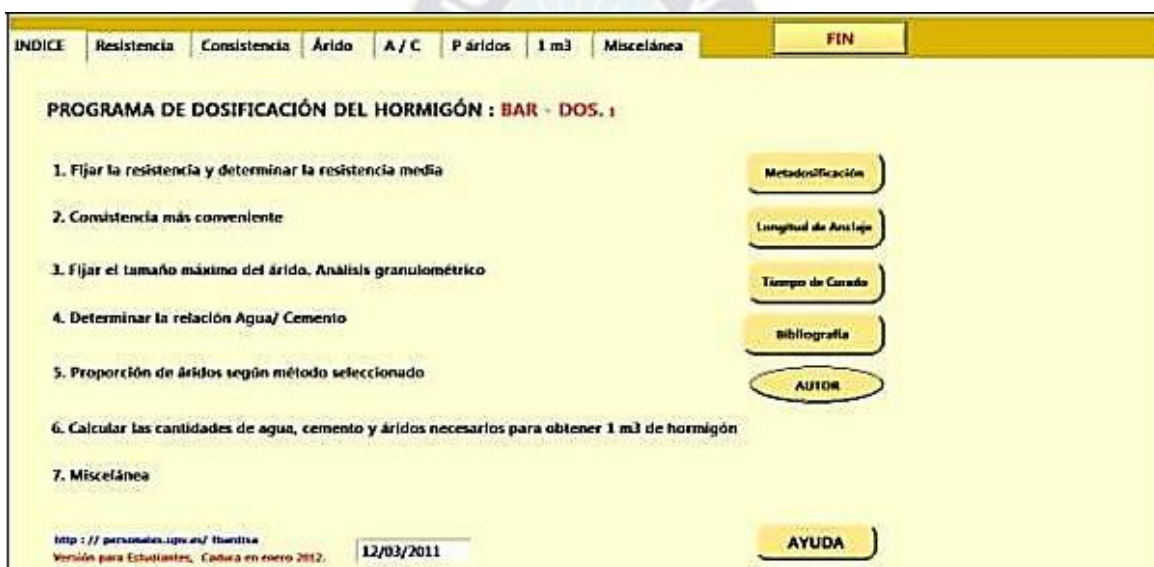 INDICE Resistencia Consistencia Árido A / C P áridos 1 m3 Miscelánea FIN
PROGRAMA DE DOSIFICACIÓN DEL HORMIGÓN : BAR - DOS. 1
1. Fijar la resistencia y determinar la resistencia media
Metadosificación
2. Consistencia más conveniente
Longitud de Anclaje
3. Fijar el tamaño máximo del árido. Análisis granulométrico
Tiempo de Curado
4. Determinar la relación Agua/ Cemento
Bibliografía
5. Proporción de áridos según método seleccionado
AUTOR
6. Calcular las cantidades de agua, cemento y áridos necesarios para obtener 1 m3 de hormigón
7. Miscelánea
http : // personales.upv.es/
Versión para Estudiantes, Caduca en enero 2012.
12/03/2011
AYUDA